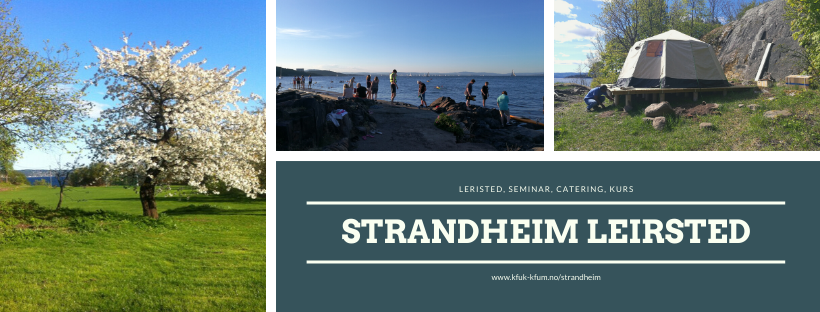 LERISTED, SEMINAR, CATERING, KURS
STRANDHEIM LEIRSTED
www.kfuk-kfum.no/strandheim